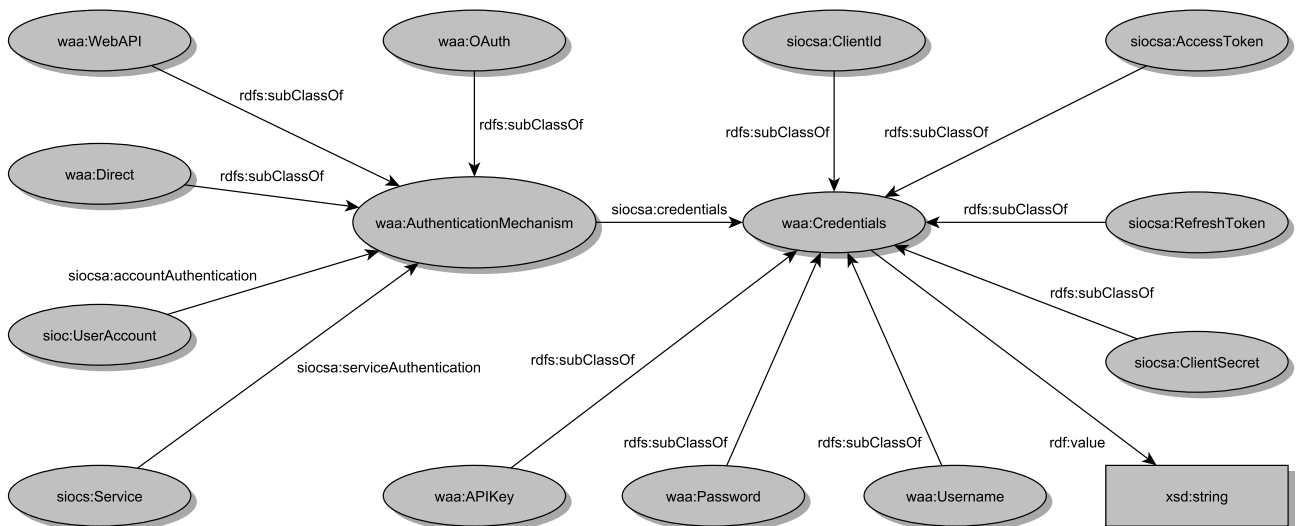 waa:WebAPI
waa:OAuth
siocsa:ClientId
siocsa:AccessToken
rdfs:subClassOf
rdfs:subClassOf
rdfs:subClassOf
rdfs:subClassOf
waa:Direct
rdfs:subClassOf
waa:AuthenticationMechanism
siocsa:credentials
waa:Credentials
rdfs:subClassOf
siocsa:RefreshToken
siocsa:accountAuthentication
rdfs:subClassOf
sioc:UserAccount
siocsa:serviceAuthentication
rdfs:subClassOf
siocsa:ClientSecret
rdfs:subClassOf
rdfs:subClassOf
rdf:value
siocs:Service
waa:APIKey
waa:Password
waa:Username
xsd:string